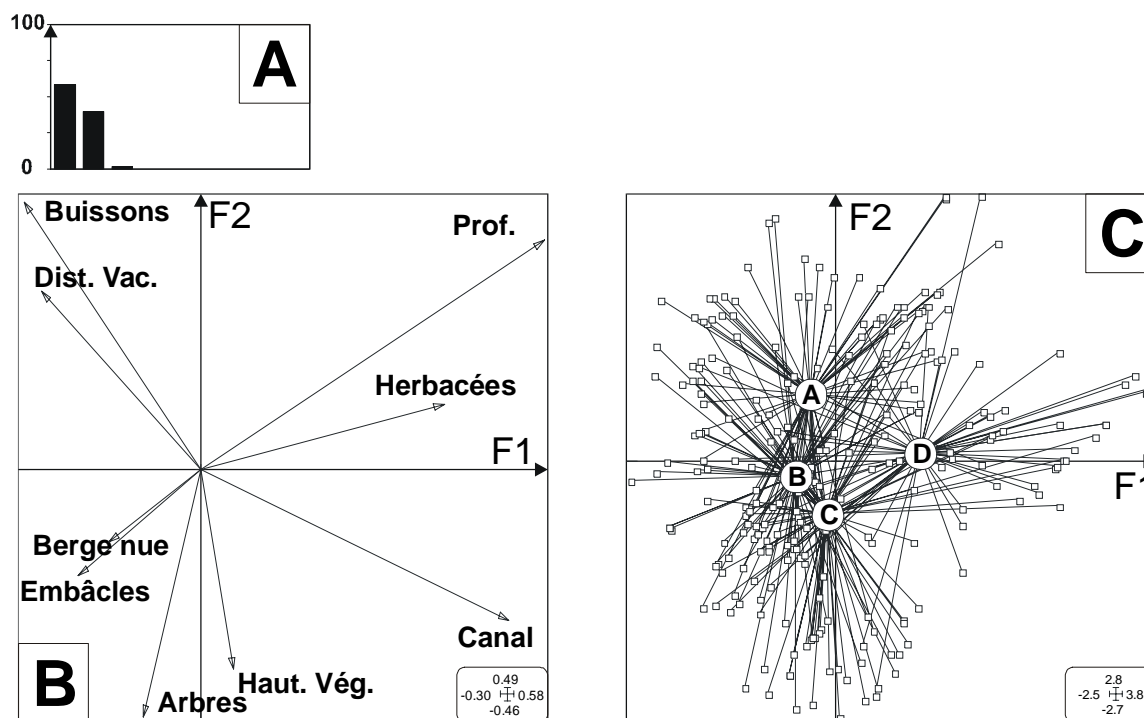 100
A
0
Buissons
F2
Prof.
Dist. Vac.
Herbacées
F1
Berge nue
Embâcles
Canal
Haut. Vég.
Arbres
B
0.49
-0.30 0.58
-0.46
F2
C
A
D
B
F1
C
2.8
-2.5 3.8
-2.7